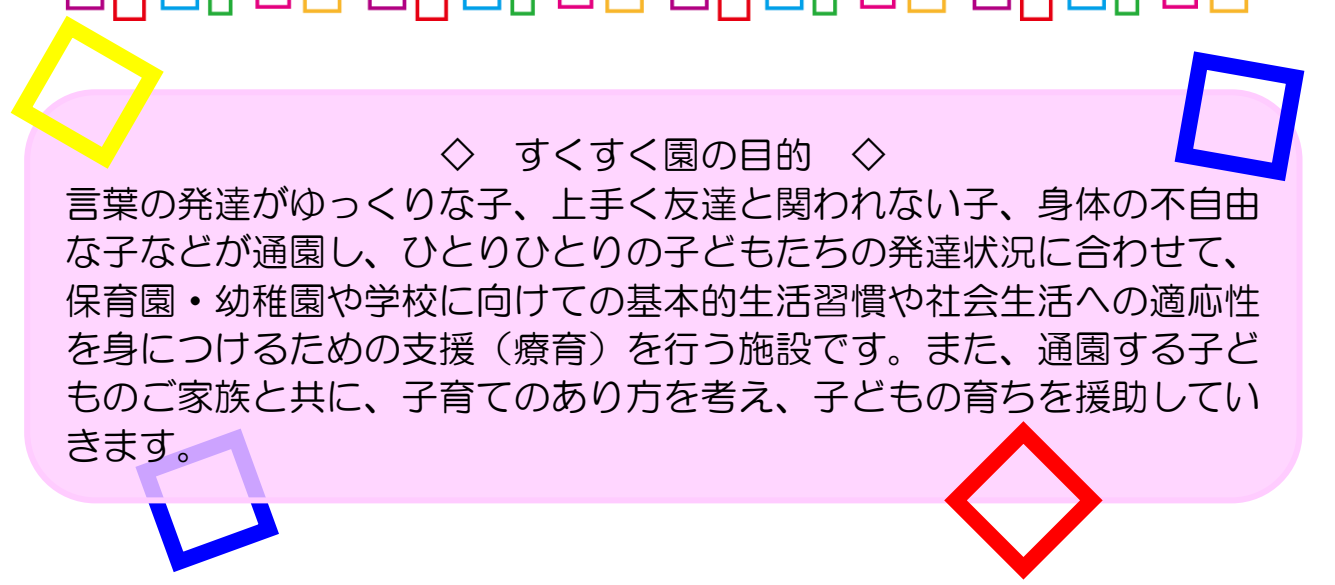 ◇　すくすく園の目的　◇
言葉の発達がゆっくりな子、上手く友達と関われない子、身体の不自由
な子などが通園し、ひとりひとりの子どもたちの発達状況に合わせて、
保育園・幼稚園や学校に向けての基本的生活習慣や社会生活への適応性
を身につけるための支援（療育）を行う施設です。また、通園する子ど
ものご家族と共に、子育てのあり方を考え、子どもの育ちを援助してい
きます。